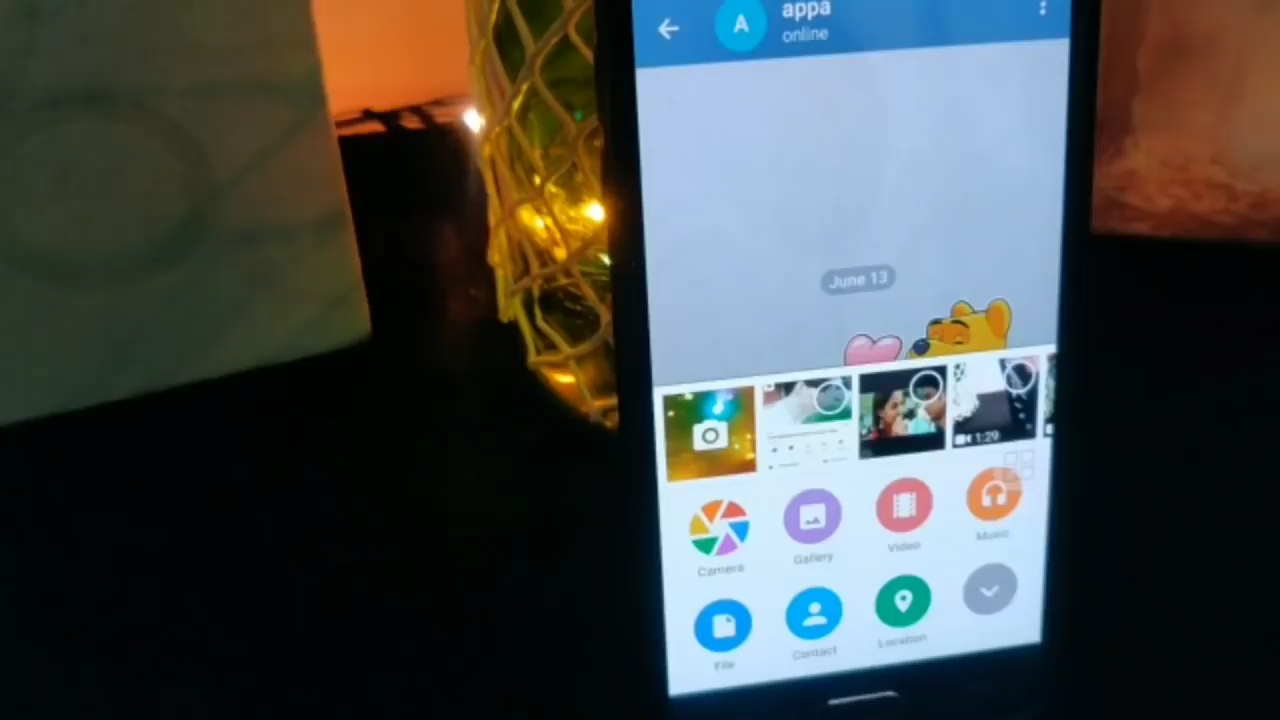 A
appa
online
June 13
1:29
Camera
Gallery
Video
Music
File
Contact
Location